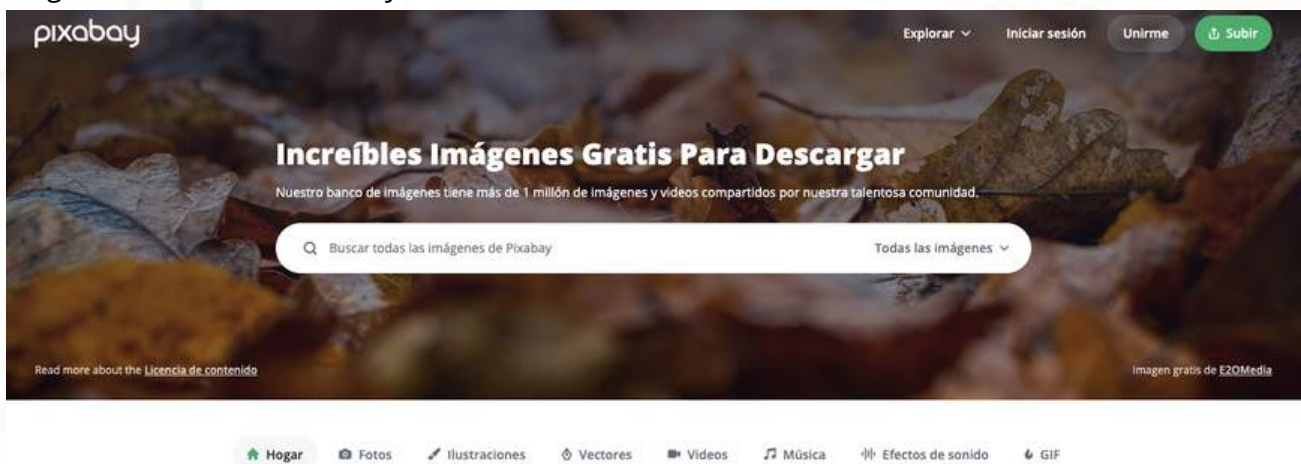 pixabay
Explorar
Iniciar sesión
Unirme
Subir
Increíbles Imágenes Gratis Para Descargar
Nuestro banco de imágenes tiene más de 1 millón de imágenes y videos compartidos por nuestra talentosa comunidad.
Buscar todas las imágenes de Pixabay
Todas las imágenes
Read more about the Licencia de contenido
Imagen gratis de E2OMedia
Hogar
Fotos
Ilustraciones
Vectores
Videos
Música
Efectos de sonido
GIF